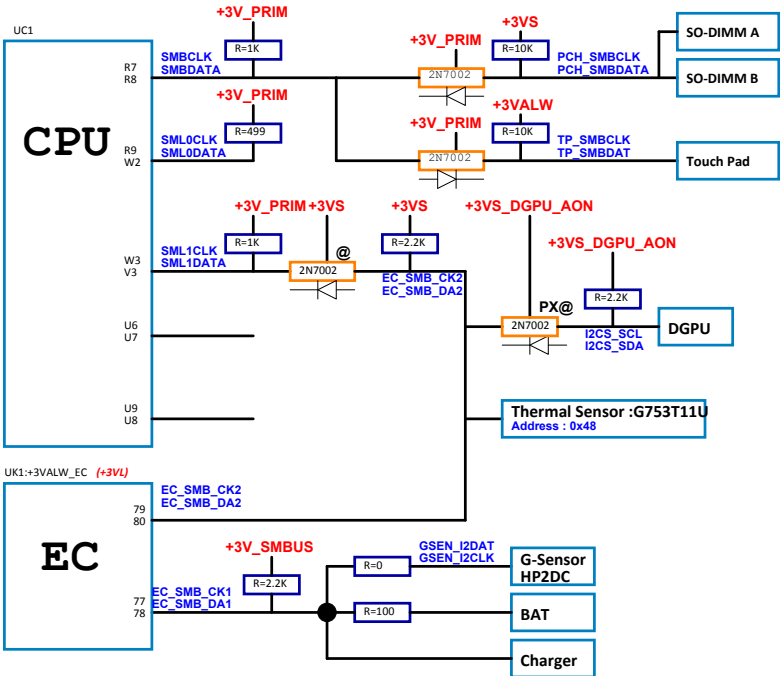 UC1
CPU
R7
R8
SMBCLK
SMBDATA
+3V_PRIM
R=1K
+3V_PRIM
2N7002
+3VS
R=10K
PCH_SMBCLK
PCH_SMBDATA
SO-DIMM A
SO-DIMM B
R9
W2
SML0CLK
SML0DATA
+3V_PRIM
R=499
+3V_PRIM
2N7002
+3VALW
R=10K
TP_SMBCLK
TP_SMBDAT
Touch Pad
W3
V3
SML1CLK
SML1DATA
+3V_PRIM
R=1K
+3VS
@
2N7002
+3VS
R=2.2K
EC_SMB_CK2
EC_SMB_DA2
+3VS_DGPU_AON
PX@
2N7002
+3VS_DGPU_AON
R=2.2K
I2CS_SCL
I2CS_SDA
DGPU
U6
U7
U9
U8
Thermal Sensor :G753T11U
Address : 0x48
UK1:+3VALW_EC (+3VL)
EC
79
80
EC_SMB_CK2
EC_SMB_DA2
77
78
EC_SMB_CK1
EC_SMB_DA1
+3V_SMBUS
R=2.2K
R=0
GSEN_I2DAT
GSEN_I2CLK
G-Sensor
HP2DC
R=100
BAT
Charger